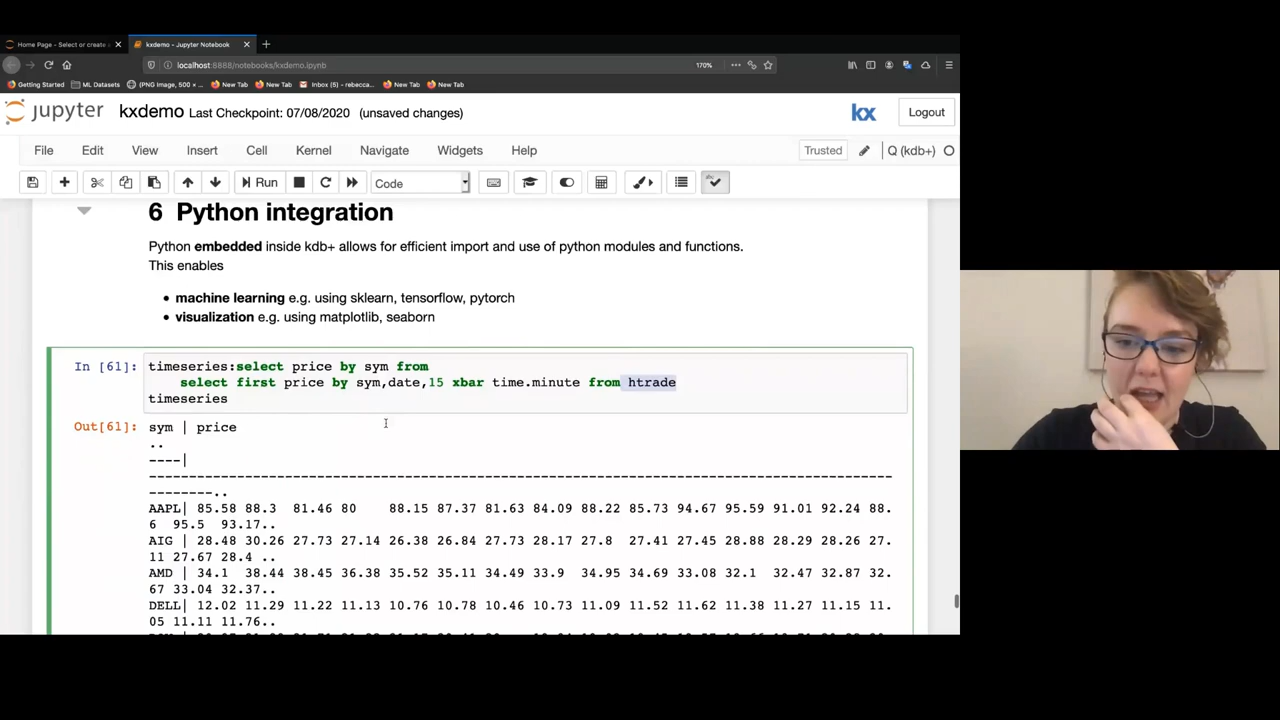 Home Page - Select or create
kxdemo - Jupyter Notebook
localhost:8888/notebooks/kxdemo.ipynb
170%
Getting Started ML Datasets (PNG Image, 500 × ... New Tab New Tab Inbox (5) - rebecca... New Tab New Tab
jupyter kxdemo Last Checkpoint: 07/08/2020 (unsaved changes) kx Logout
File Edit View Insert Cell Kernel Navigate Widgets Help Trusted Q (kdb+)
Run Code
6 Python integration
Python embedded inside kdb+ allows for efficient import and use of python modules and functions.
This enables
• machine learning e.g. using sklearn, tensorflow, pytorch
• visualization e.g. using matplotlib, seaborn
In [61]: timeseries:select price by sym from
select first price by sym,date,15 xbar time.minute from htrade
timeseries
Out[61]: sym | price
..
----|
----------------------------------------------------------------------------------------
--------..
AAPL| 85.58 88.3 81.46 80 88.15 87.37 81.63 84.09 88.22 85.73 94.67 95.59 91.01 92.24 88.
6 95.5 93.17..
AIG | 28.48 30.26 27.73 27.14 26.38 26.84 27.73 28.17 27.8 27.41 27.45 28.88 28.29 28.26 27.
11 27.67 28.4 ..
AMD | 34.1 38.44 38.45 36.38 35.52 35.11 34.49 33.9 34.95 34.69 33.08 32.1 32.47 32.87 32.
67 33.04 32.37..
DELL| 12.02 11.29 11.22 11.13 10.76 10.78 10.46 10.73 11.09 11.52 11.62 11.38 11.27 11.15 11.
05 11.11 11.76..